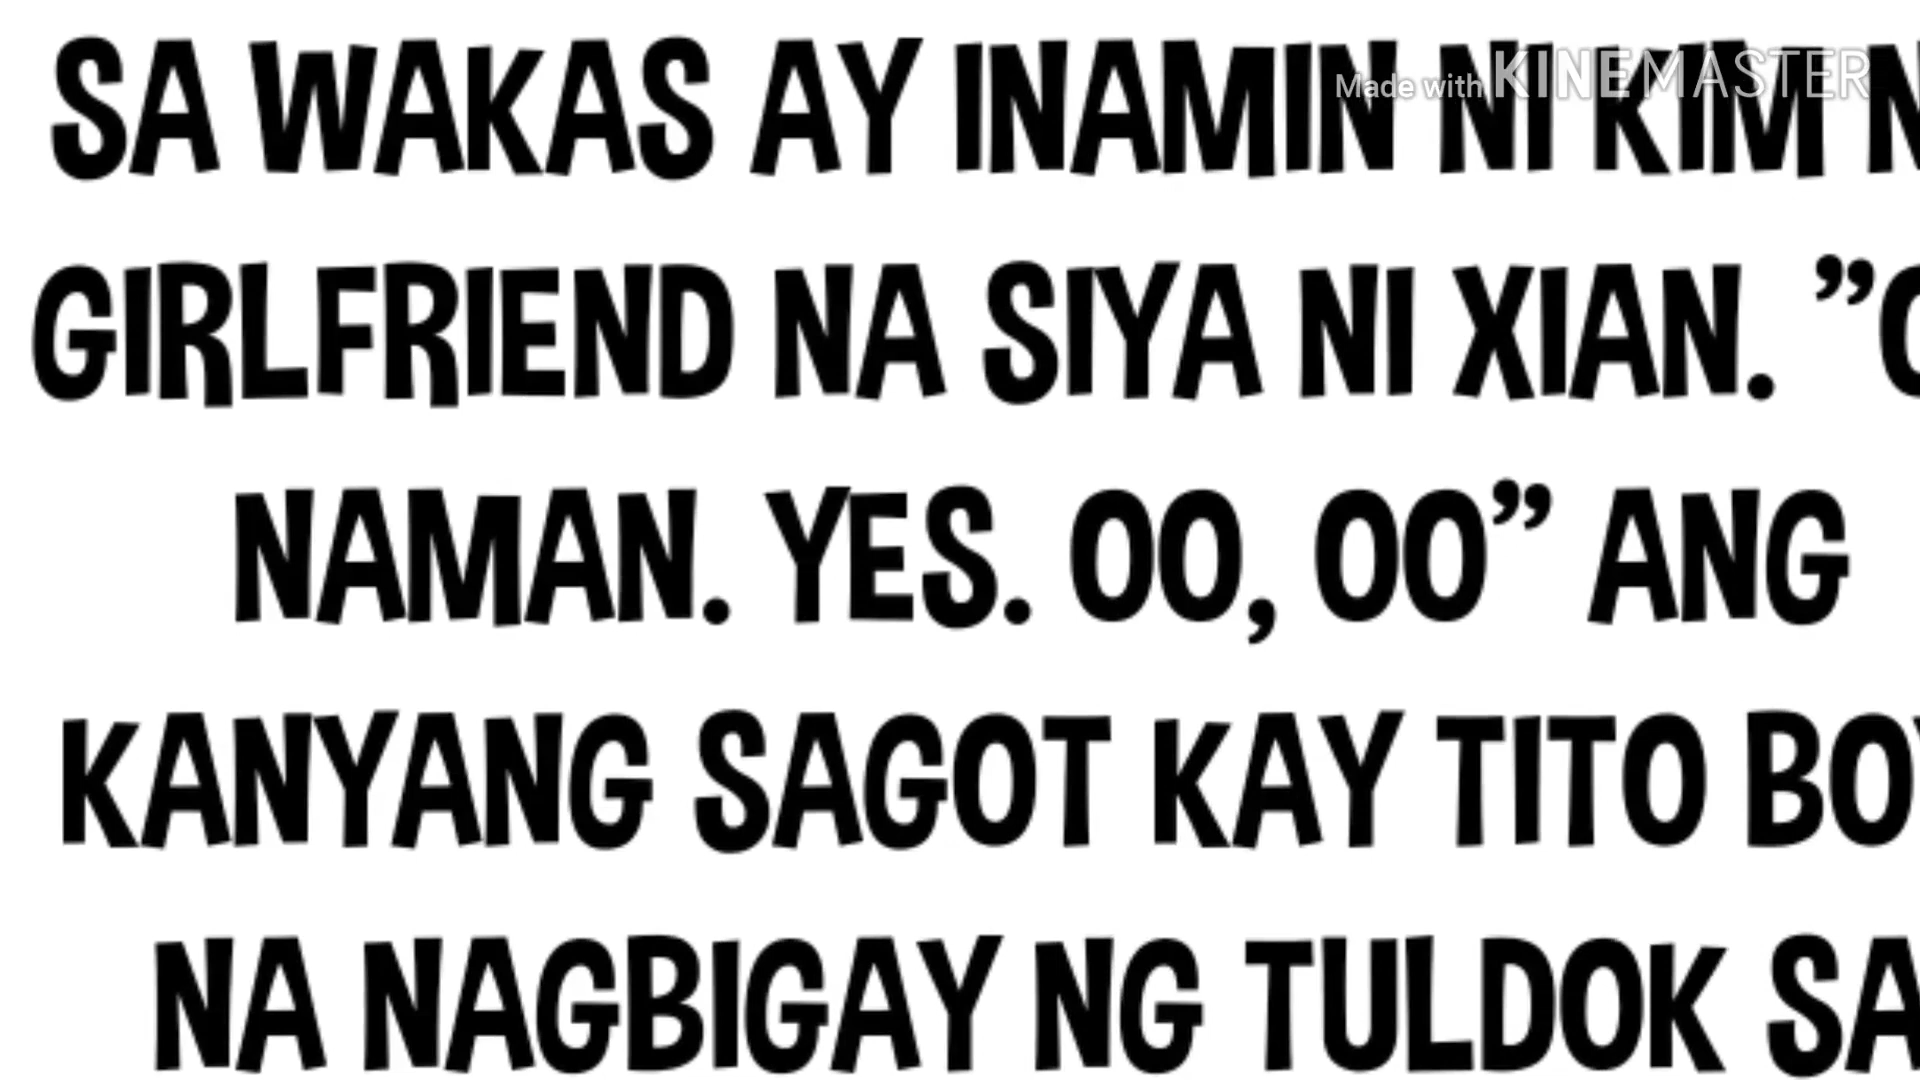 SA WAKAS AY INAMIN NI KIM
Made with KINEMASTER
GIRLFRIEND NA SIYA NI XIAN.
NAMAN. YES. OO, OO” ANG
KANYANG SAGOT KAY TITO BOY
NA NAGBIGAY NG TULDOK SA